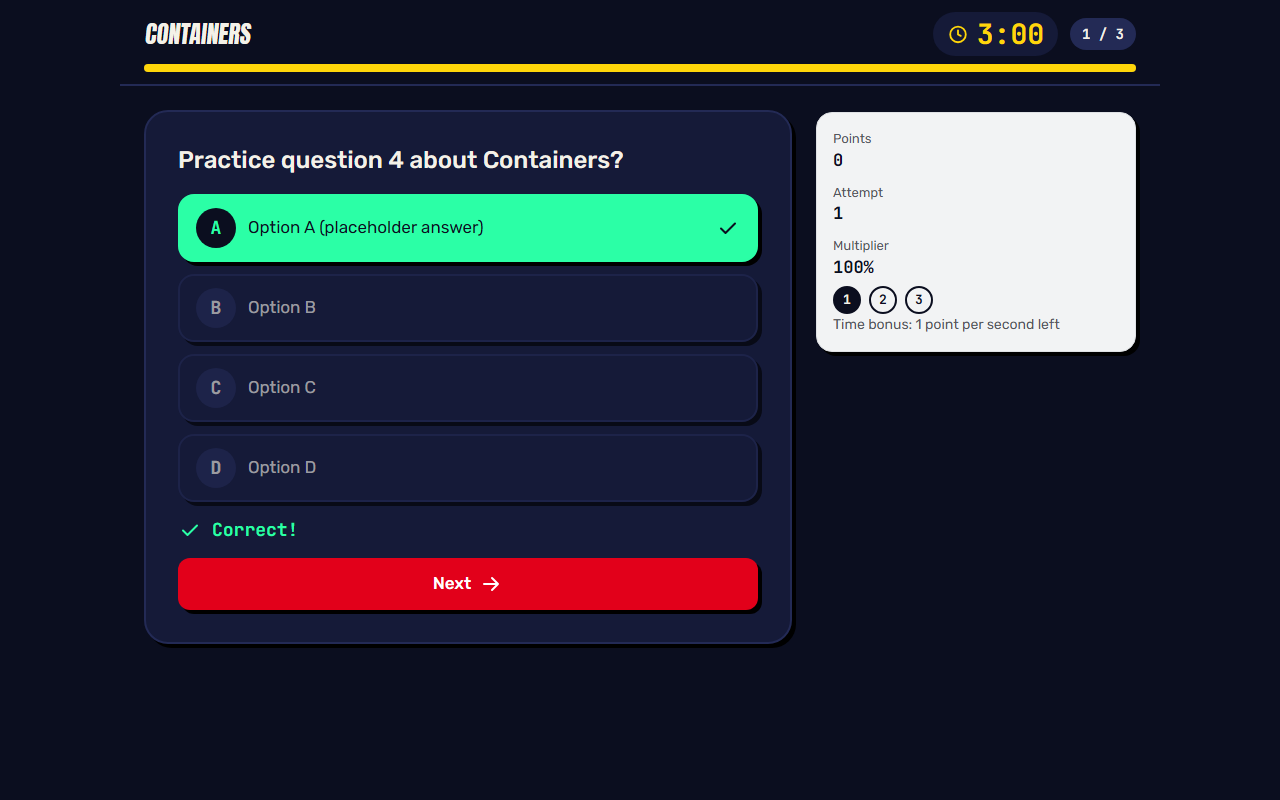 CONTAINERS
3:00
1 / 3
Practice question 4 about Containers?
A Option A (placeholder answer)
B Option B
C Option C
D Option D
Correct!
Next
Points
0
Attempt
1
Multiplier
100%
1 2 3
Time bonus: 1 point per second left